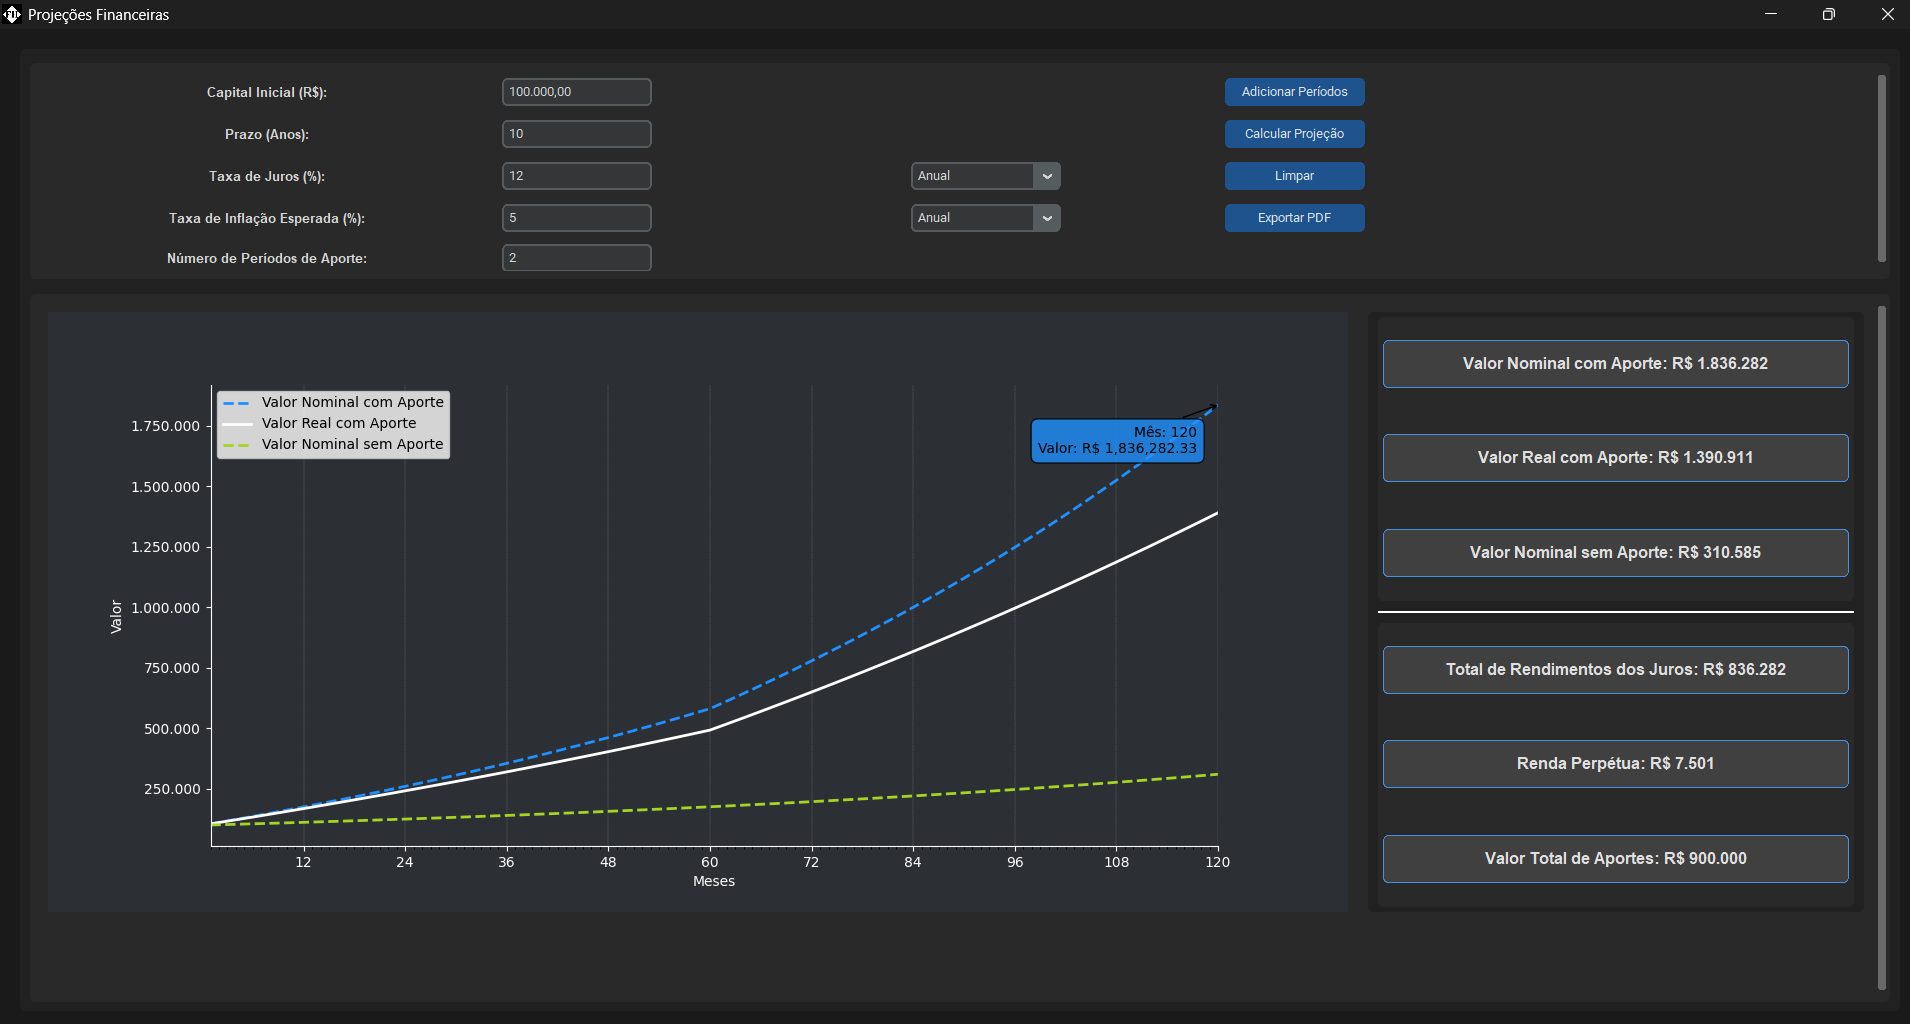 Projeções Financeiras
Capital Inicial (R$): 100.000,00 Adicionar Períodos
Prazo (Anos): 10 Calcular Projeção
Taxa de Juros (%): 12 Anual Limpar
Taxa de Inflação Esperada (%): 5 Anual Exportar PDF
Número de Períodos de Aporte: 2
Valor Nominal com Aporte
Valor Real com Aporte
Valor Nominal sem Aporte
Mês: 120
Valor: R$ 1,836,282.33
Valor
1.750.000
1.500.000
1.250.000
1.000.000
750.000
500.000
250.000
12 24 36 48 60 72 84 96 108 120
Meses
Valor Nominal com Aporte: R$ 1.836.282
Valor Real com Aporte: R$ 1.390.911
Valor Nominal sem Aporte: R$ 310.585
Total de Rendimentos dos Juros: R$ 836.282
Renda Perpétua: R$ 7.501
Valor Total de Aportes: R$ 900.000